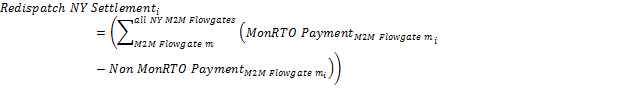 Redispatch NY Settlement_i
= (∑_{M2M Flowgate m}^{all NY M2M Flowgates} (MonRTO Payment_{M2M Flowgate m_i}
− Non MonRTO Payment_{M2M Flowgate m_i}))